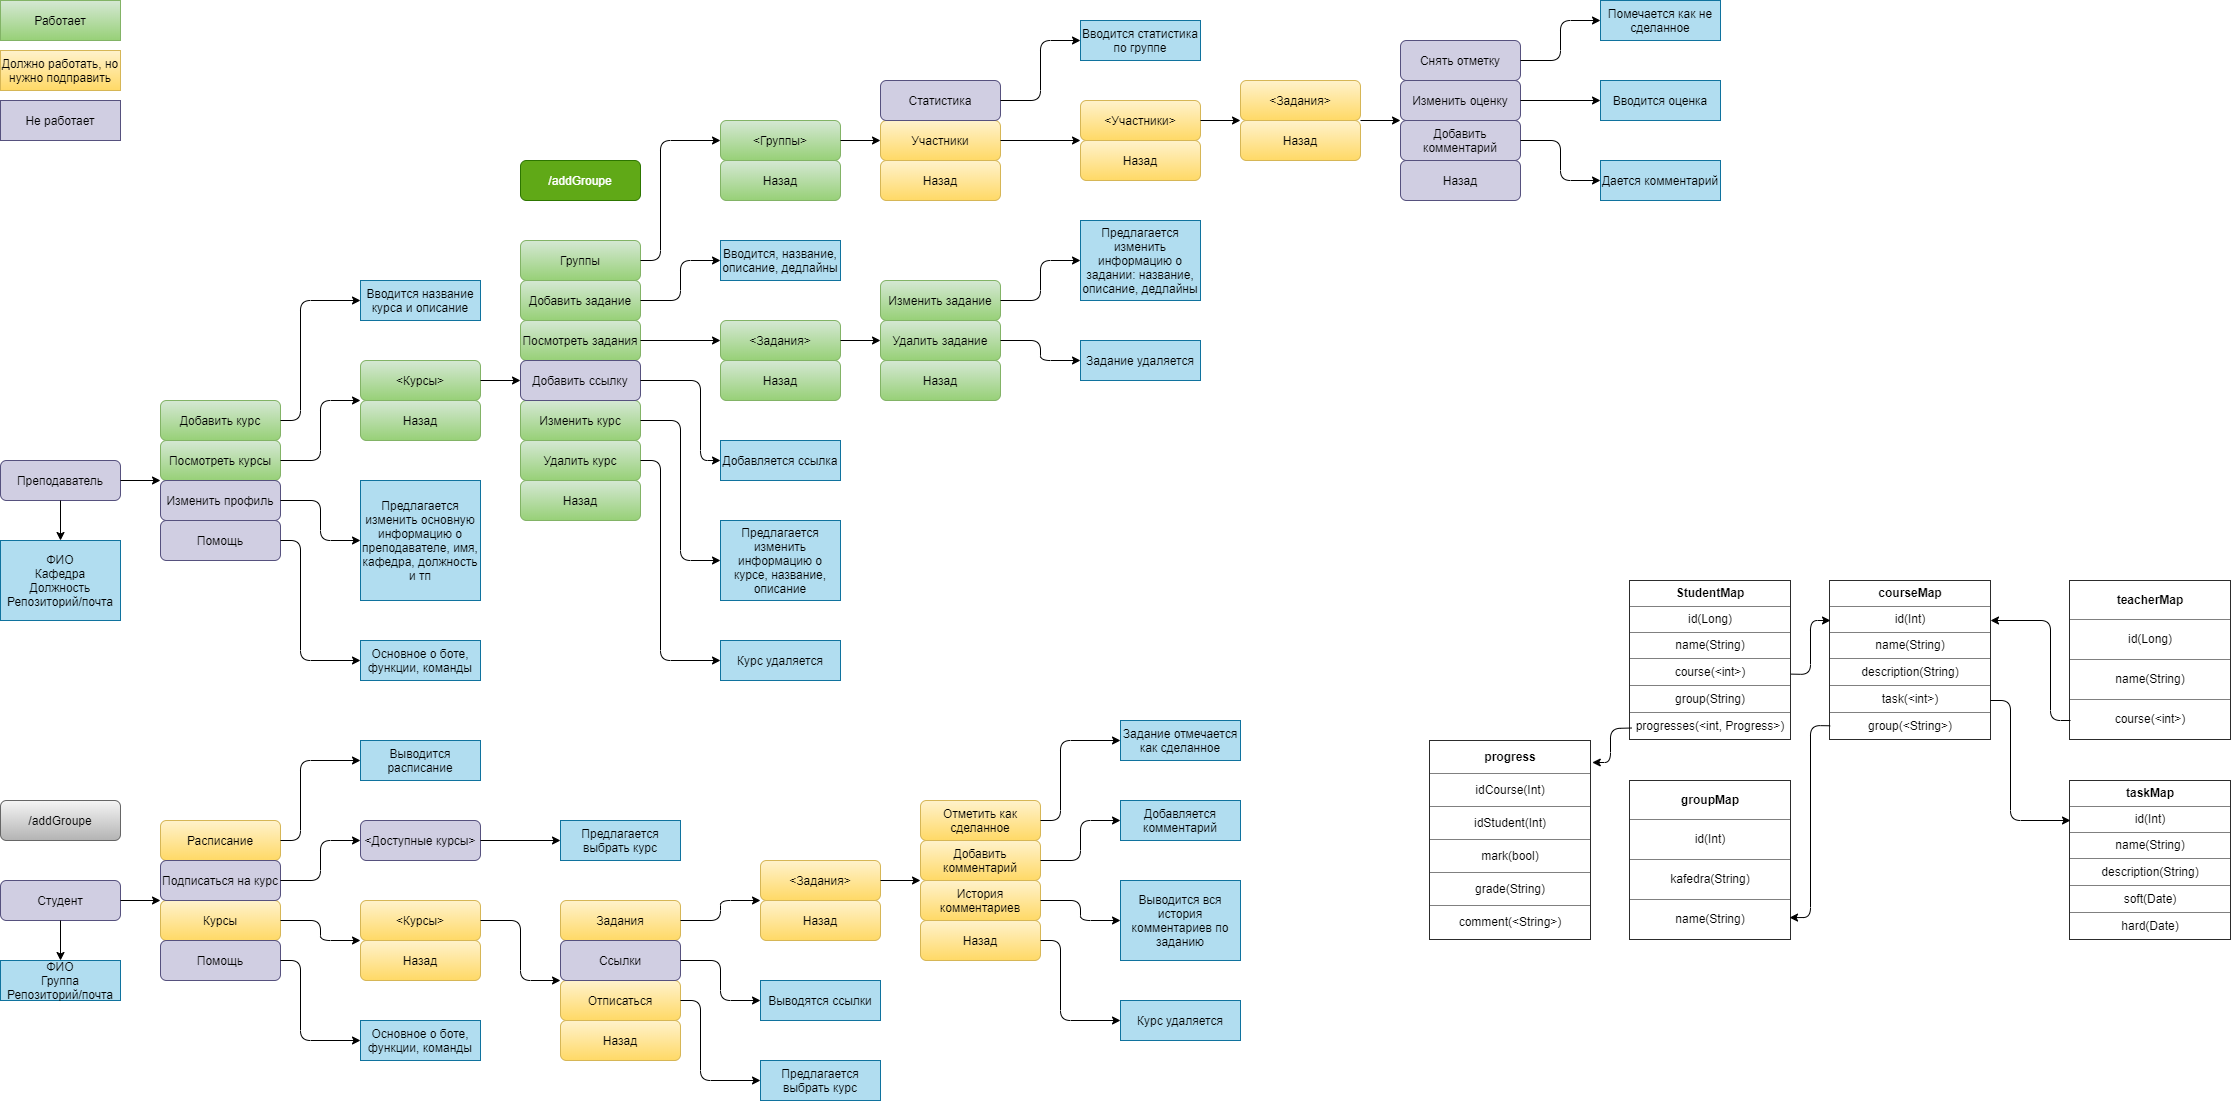 Работает
Должно работать, но
нужно подправить
Не работает
Преподаватель
ФИО
Кафедра
Должность
Репозиторий/почта
Добавить курс
Посмотреть курсы
Изменить профиль
Помощь
Вводится название
курса и описание
<Курсы>
Назад
Предлагается
изменить основную
информацию о
преподавателе, имя,
кафедра, должность
и тп
Основное о боте,
функции, команды
/addGroupe
Группы
Добавить задание
Посмотреть задания
Добавить ссылку
Изменить курс
Удалить курс
Назад
<Группы>
Назад
Вводится, название,
описание, дедлайны
<Задания>
Назад
Добавляется ссылка
Предлагается
изменить
информацию о
курсе, название,
описание
Курс удаляется
Статистика
Участники
Назад
Изменить задание
Удалить задание
Назад
Вводится статистика
по группе
<Участники>
Назад
Предлагается
изменить
информацию о
задании: название,
описание, дедлайны
Задание удаляется
<Задания>
Назад
Снять отметку
Изменить оценку
Добавить
комментарий
Назад
Помечается как не
сделанное
Вводится оценка
Дается комментарий
/addGroupe
Студент
ФИО
Группа
Репозиторий/почта
Расписание
Подписаться на курс
Курсы
Помощь
Выводится
расписание
<Доступные курсы>
<Курсы>
Назад
Основное о боте,
функции, команды
Предлагается
выбрать курс
Задания
Ссылки
Отписаться
Назад
<Задания>
Назад
Выводятся ссылки
Предлагается
выбрать курс
Отметить как
сделанное
Добавить
комментарий
История
комментариев
Назад
Задание отмечается
как сделанное
Добавляется
комментарий
Выводится вся
история
комментариев по
заданию
Курс удаляется
progress
idCourse(Int)
idStudent(Int)
mark(bool)
grade(String)
comment(<String>)
StudentMap
id(Long)
name(String)
course(<int>)
group(String)
progresses(<int, Progress>)
groupMap
id(Int)
kafedra(String)
name(String)
courseMap
id(Int)
name(String)
description(String)
task(<int>)
group(<String>)
teacherMap
id(Long)
name(String)
course(<int>)
taskMap
id(Int)
name(String)
description(String)
soft(Date)
hard(Date)